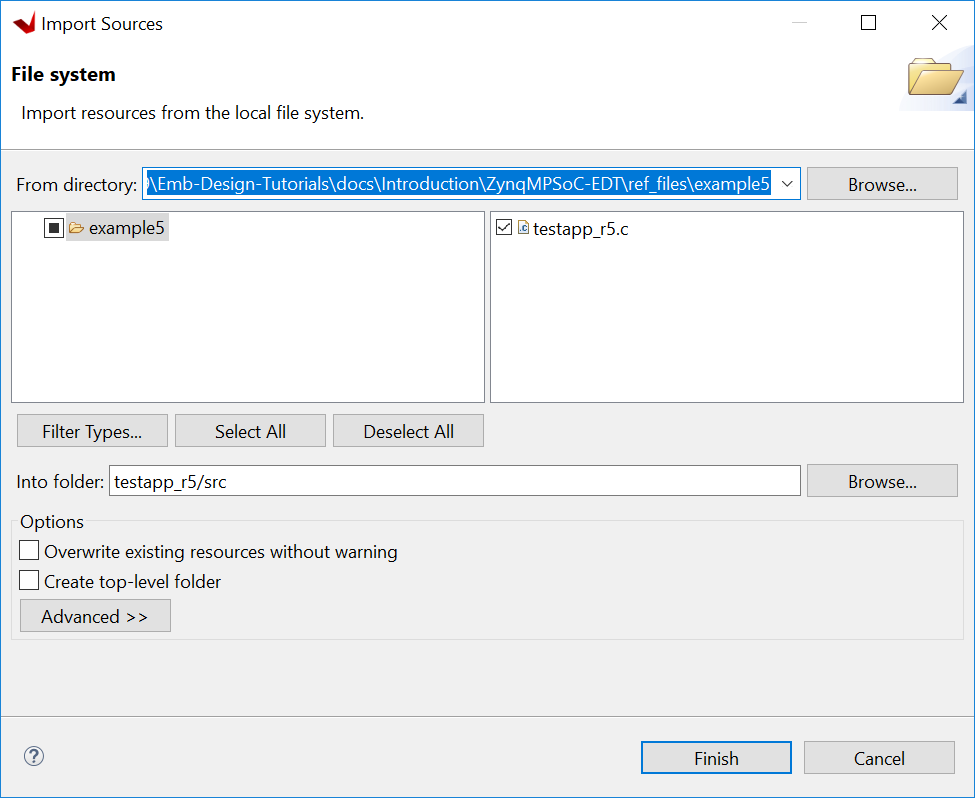 Import Sources
File system
Import resources from the local file system.
From directory: \Emb-Design-Tutorials\docs\Introduction\ZynqMPSoC-EDT\ref_files\example5 Browse...
example5 testapp_r5.c
Filter Types... Select All Deselect All
Into folder: testapp_r5/src Browse...
Options
Overwrite existing resources without warning
Create top-level folder
Advanced >>
Finish Cancel